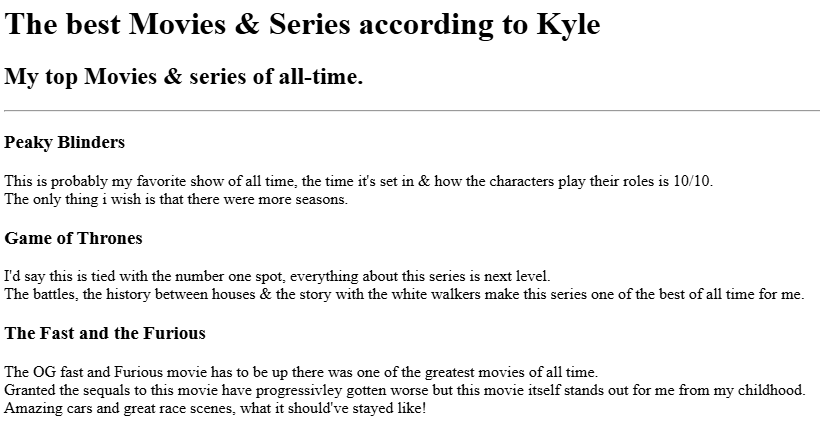 The best Movies & Series according to Kyle
My top Movies & series of all-time.
Peaky Blinders
This is probably my favorite show of all time, the time it's set in & how the characters play their roles is 10/10.
The only thing i wish is that there were more seasons.
Game of Thrones
I'd say this is tied with the number one spot, everything about this series is next level.
The battles, the history between houses & the story with the white walkers make this series one of the best of all time for me.
The Fast and the Furious
The OG fast and Furious movie has to be up there was one of the greatest movies of all time.
Granted the sequals to this movie have progressivley gotten worse but this movie itself stands out for me from my childhood.
Amazing cars and great race scenes, what it should've stayed like!